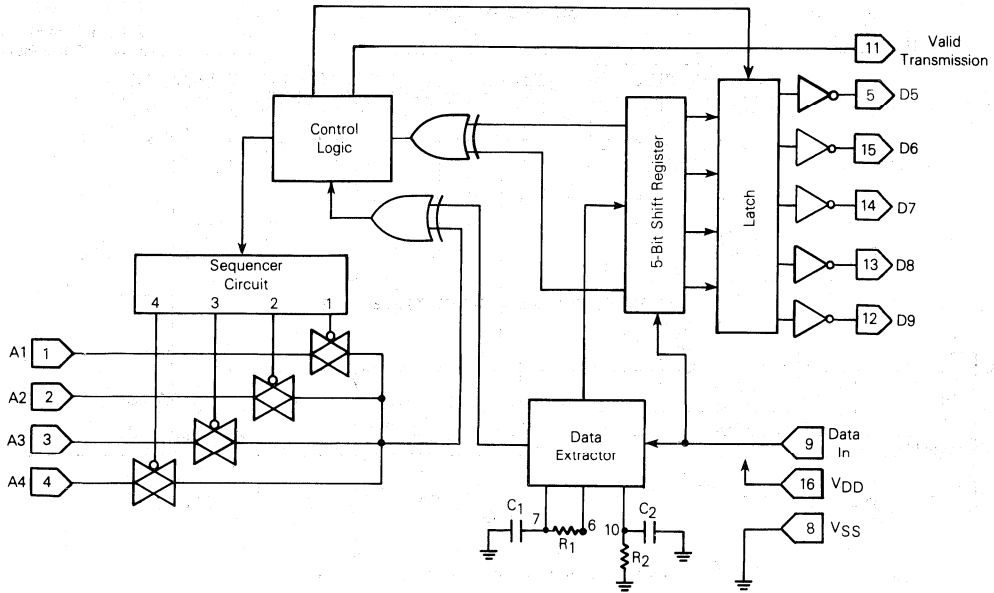 11
Valid
Transmission
Control
Logic
5-Bit Shift Register
Latch
5
D5
15
D6
14
D7
13
D8
12
D9
Sequencer
Circuit
4
3
2
1
A1
1
A2
2
A3
3
A4
4
Data
Extractor
9
Data
In
16
VDD
8
VSS
C1
7
R1
6
10
C2
R2